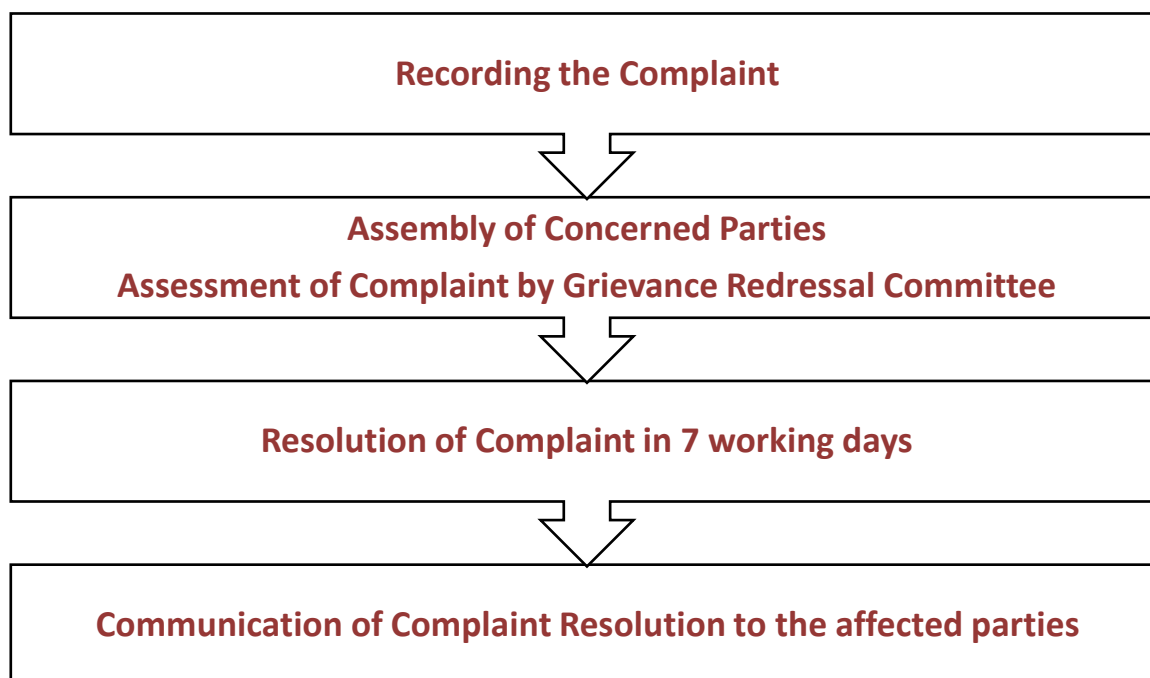 Recording the Complaint
Assembly of Concerned Parties
Assessment of Complaint by Grievance Redressal Committee
Resolution of Complaint in 7 working days
Communication of Complaint Resolution to the affected parties